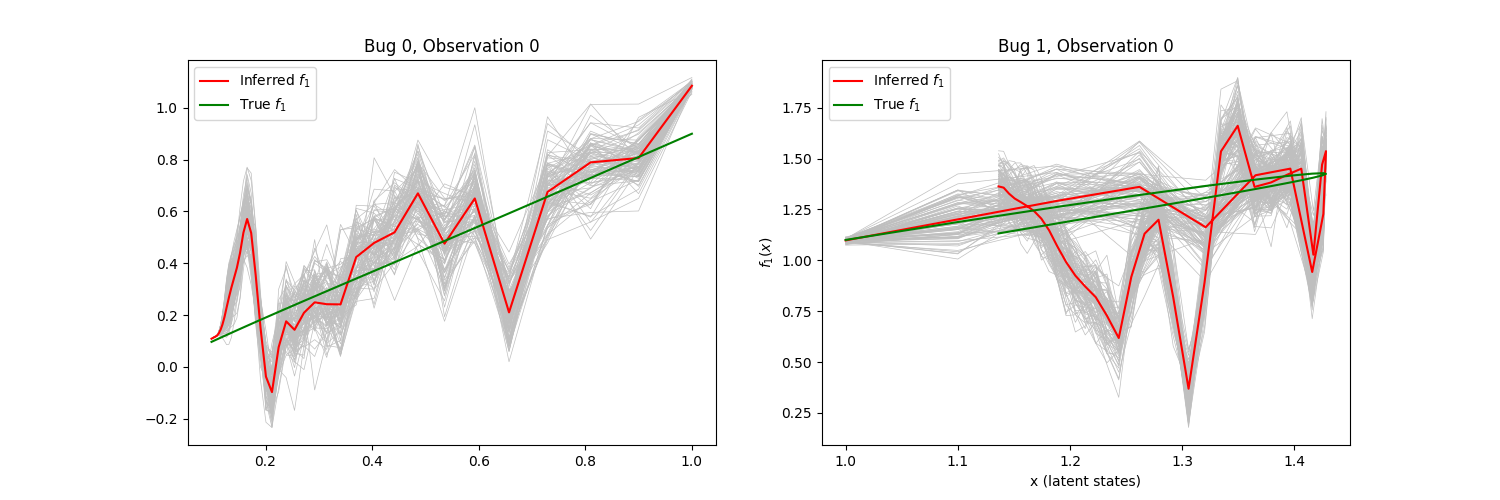 Bug 0, Observation 0
Inferred f₁
True f₁
1.0
0.8
0.6
0.4
0.2
0.0
−0.2
0.2 0.4 0.6 0.8 1.0
Bug 1, Observation 0
Inferred f₁
True f₁
f₁(x)
1.75
1.50
1.25
1.00
0.75
0.50
0.25
1.0 1.1 1.2 1.3 1.4
x (latent states)